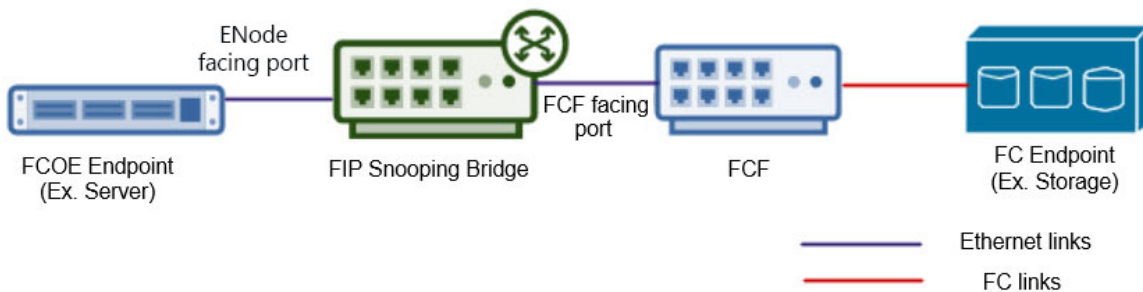 ENode
facing port
FCF facing
port
FCOE Endpoint
(Ex. Server)
FIP Snooping Bridge
FCF
FC Endpoint
(Ex. Storage)
Ethernet links
FC links